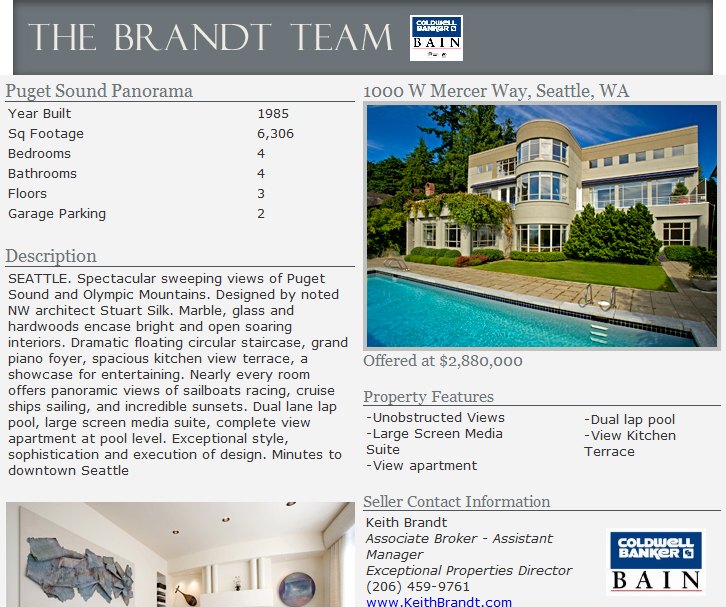 THE BRANDT TEAM
COLDWELL
BANKER
BAIN
Puget Sound Panorama
Year Built 1985
Sq Footage 6,306
Bedrooms 4
Bathrooms 4
Floors 3
Garage Parking 2
Description
SEATTLE. Spectacular sweeping views of Puget
Sound and Olympic Mountains. Designed by noted
NW architect Stuart Silk. Marble, glass and
hardwoods encase bright and open soaring
interiors. Dramatic floating circular staircase, grand
piano foyer, spacious kitchen view terrace, a
showcase for entertaining. Nearly every room
offers panoramic views of sailboats racing, cruise
ships sailing, and incredible sunsets. Dual lane lap
pool, large screen media suite, complete view
apartment at pool level. Exceptional style,
sophistication and execution of design. Minutes to
downtown Seattle
1000 W Mercer Way, Seattle, WA
Offered at $2,880,000
Property Features
-Unobstructed Views
-Large Screen Media
Suite
-View apartment
-Dual lap pool
-View Kitchen
Terrace
Seller Contact Information
Keith Brandt
Associate Broker - Assistant
Manager
Exceptional Properties Director
(206) 459-9761
www.KeithBrandt.com
COLDWELL
BANKER
BAIN